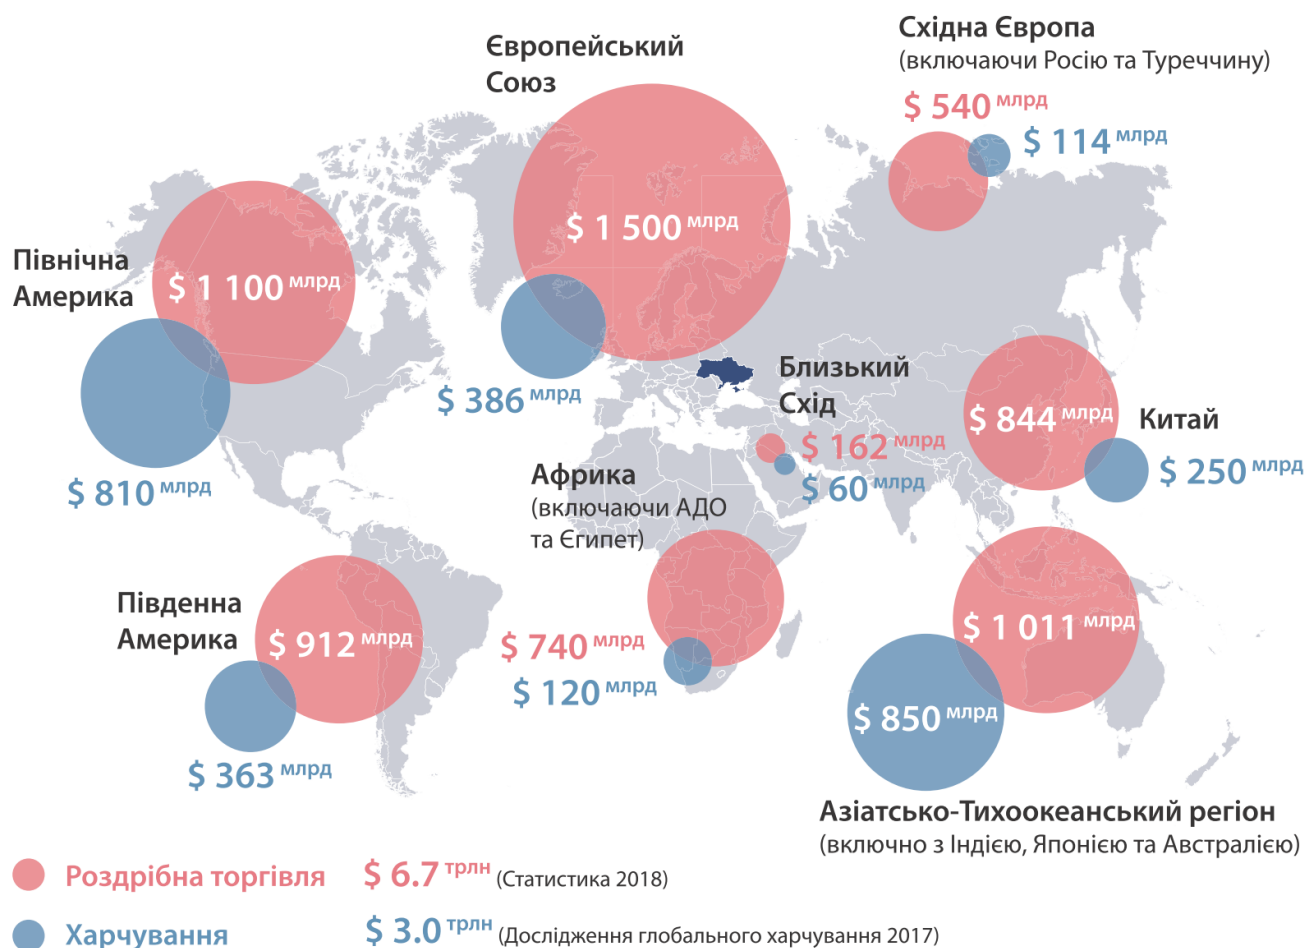 Східна Європа
(включаючи Росію та Туреччину)
$ 540 млрд
$ 114 млрд
Європейський
Союз
$ 1 500 млрд
$ 386 млрд
Північна
Америка
$ 1 100 млрд
$ 810 млрд
Близький
Схід
$ 162 млрд
$ 60 млрд
$ 844 млрд
Китай
$ 250 млрд
Африка
(включаючи АДО
та Єгипет)
$ 740 млрд
$ 120 млрд
Південна
Америка
$ 912 млрд
$ 363 млрд
$ 1 011 млрд
$ 850 млрд
Азіатсько-Тихоокеанський регіон
(включно з Індією, Японією та Австралією)
Роздрібна торгівля $ 6.7 трлн (Статистика 2018)
Харчування $ 3.0 трлн (Дослідження глобального харчування 2017)